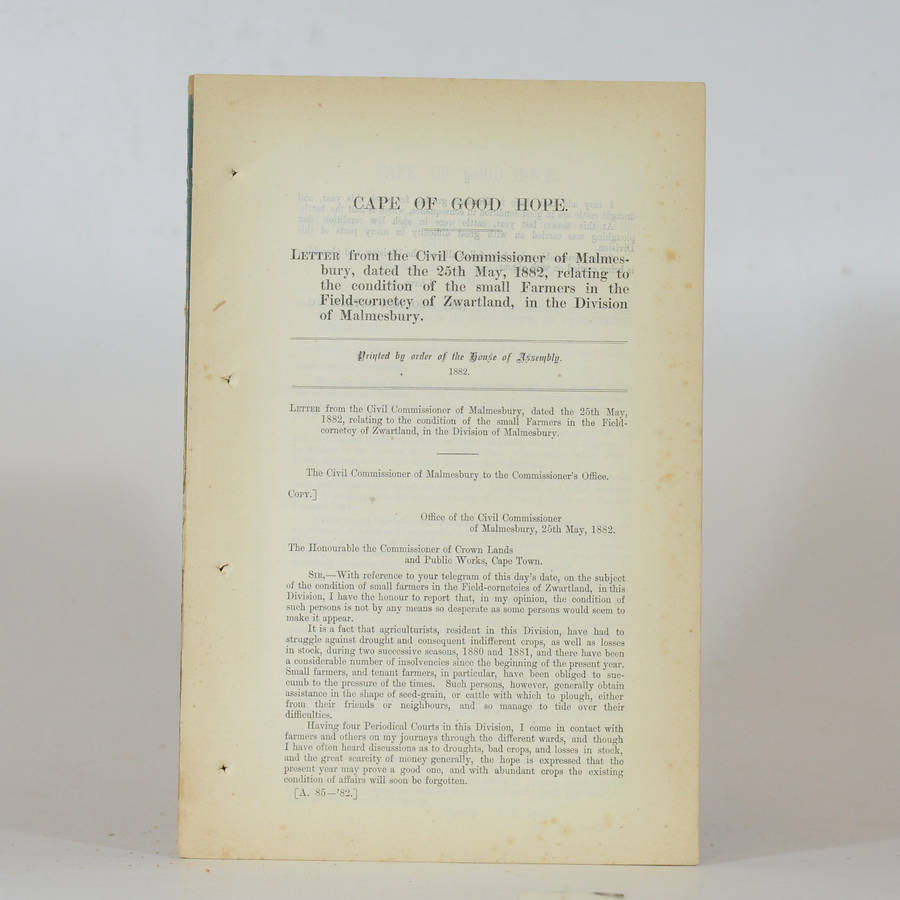 CAPE OF GOOD HOPE.
LETTER from the Civil Commissioner of Malmes-
bury, dated the 25th May, 1882, relating to
the condition of the small Farmers in the
Field-cornetcy of Zwartland, in the Division
of Malmesbury.
Printed by order of the House of Assembly.
1882.
LETTER from the Civil Commissioner of Malmesbury, dated the 25th May,
1882, relating to the condition of the small Farmers in the Field-
cornetcy of Zwartland, in the Division of Malmesbury.
The Civil Commissioner of Malmesbury to the Commissioner's Office.
COPY.]
Office of the Civil Commissioner
of Malmesbury, 25th May, 1882.
The Honourable the Commissioner of Crown Lands
and Public Works, Cape Town.
SIR,—With reference to your telegram of this day's date, on the subject
of the condition of small farmers in the Field-cornetcies of Zwartland, in this
Division, I have the honour to report that, in my opinion, the condition of
such persons is not by any means so desperate as some persons would seem to
make it appear.
It is a fact that agriculturists, resident in this Division, have had to
struggle against drought and consequent indifferent crops, as well as losses
in stock, during two successive seasons, 1880 and 1881, and there have been
a considerable number of insolvencies since the beginning of the present year.
Small farmers, and tenant farmers, in particular, have been obliged to suc-
cumb to the pressure of the times. Such persons, however, generally obtain
assistance in the shape of seed-grain, or cattle with which to plough, either
from their friends or neighbours, and so manage to tide over their
difficulties.
Having four Periodical Courts in this Division, I come in contact with
farmers and others on my journeys through the different wards, and though
I have often heard discussions as to droughts, bad crops, and losses in stock,
and the great scarcity of money generally, the hope is expressed that the
present year may prove a good one, and with abundant crops the existing
condition of affairs will soon be forgotten.
[A. 85—'82.]